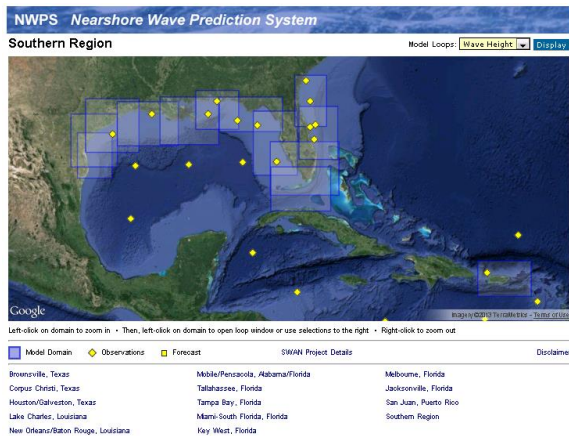 NWPS Nearshore Wave Prediction System
Southern Region
Model Loops: Wave Height Display
Google
Imagery ©2013 TerraMetrics - Terms of Use
Left-click on domain to zoom in • Then, left-click on domain to open loop window or use selections to the right • Right-click to zoom out
Model Domain Observations Forecast SWAN Project Details Disclaime
Brownsville, Texas Mobile/Pensacola, Alabama/Florida Melbourne, Florida
Corpus Christi, Texas Tallahassee, Florida Jacksonville, Florida
Houston/Galveston, Texas Tampa Bay, Florida San Juan, Puerto Rico
Lake Charles, Louisiana Miami-South Florida, Florida Southern Region
New Orleans/Baton Rouge, Louisiana Key West, Florida